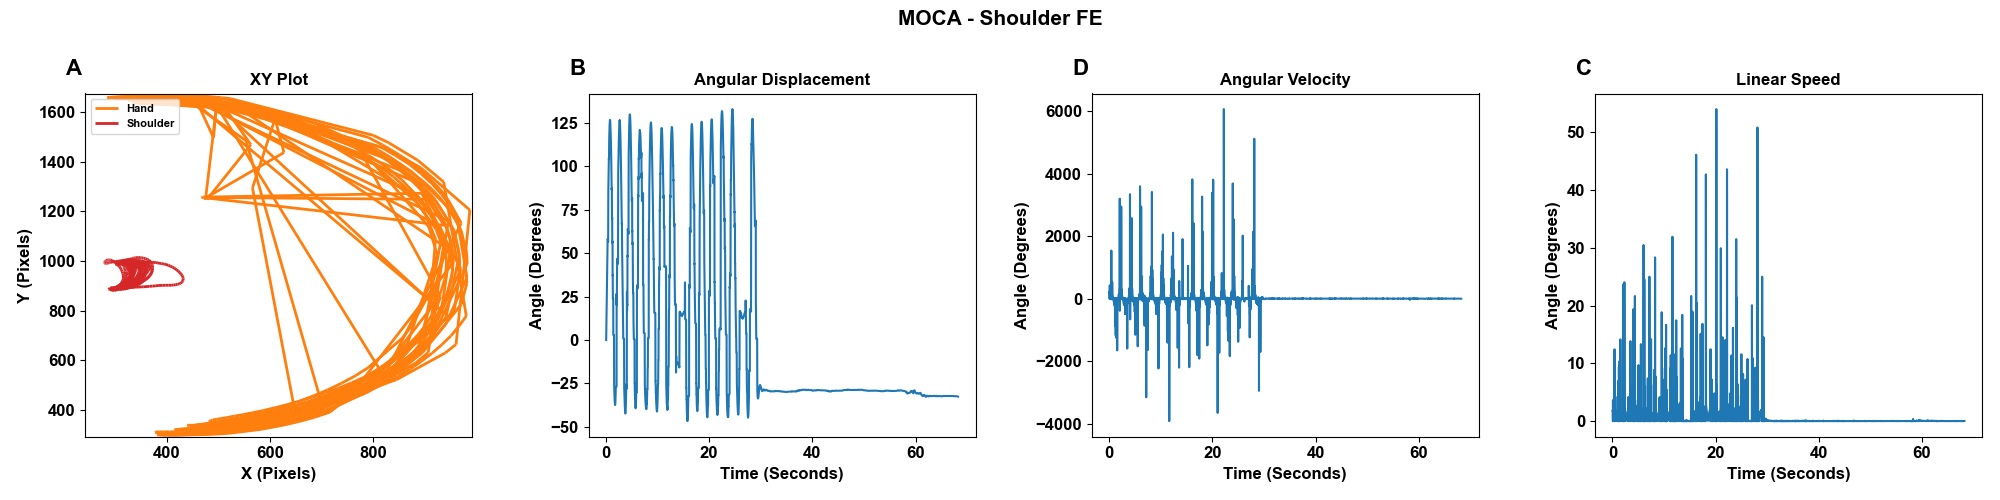 MOCA - Shoulder FE
A
XY Plot
Hand
Shoulder
1600
1400
1200
1000
800
600
400
Y (Pixels)
400 600 800
X (Pixels)
B
Angular Displacement
125
100
75
50
25
0
−25
−50
Angle (Degrees)
0 20 40 60
Time (Seconds)
D
Angular Velocity
6000
4000
2000
0
−2000
−4000
Angle (Degrees)
0 20 40 60
Time (Seconds)
C
Linear Speed
50
40
30
20
10
0
Angle (Degrees)
0 20 40 60
Time (Seconds)